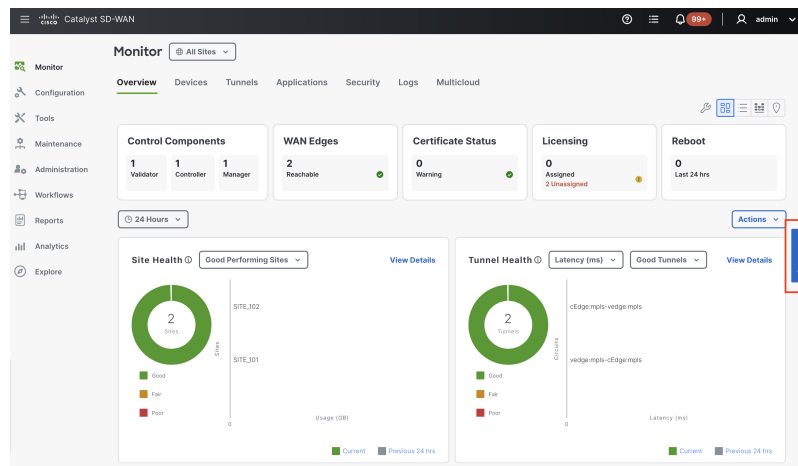 CISCO Catalyst SD-WAN
99+
admin
Monitor
Configuration
Tools
Maintenance
Administration
Workflows
Reports
Analytics
Explore
Monitor
All Sites
Overview Devices Tunnels Applications Security Logs Multicloud
Control Components
1 1 1
Validator Controller Manager
WAN Edges
2
Reachable
Certificate Status
0
Warning
Licensing
0
Assigned
2 Unassigned
Reboot
0
Last 24 hrs
24 Hours
Actions
Site Health Good Performing Sites View Details
2
Sites
Good
Fair
Poor
Sites
SITE_102
SITE_101
0
Usage (GB)
Current Previous 24 hrs
Tunnel Health Latency (ms) Good Tunnels View Details
2
Tunnels
Good
Fair
Poor
Circuits
cEdge:mpls-vedge:mpls
vedge:mpls-cEdge:mpls
0
Latency (ms)
Current Previous 24 hrs